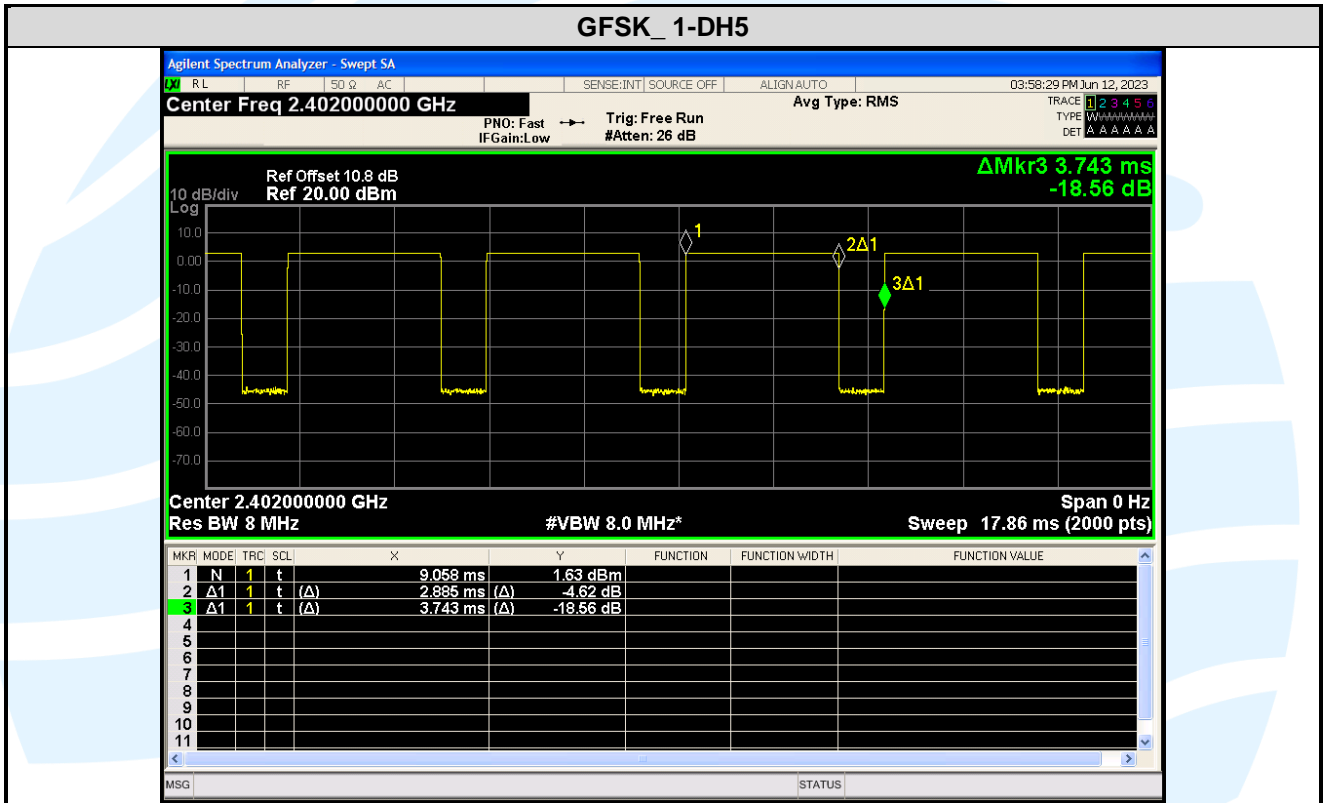 GFSK_ 1-DH5
Agilent Spectrum Analyzer - Swept SA
LXI RL RF 50 Ω AC SENSE:INT SOURCE OFF ALIGN AUTO 03:58:29 PM Jun 12, 2023
Center Freq 2.402000000 GHz Avg Type: RMS TRACE 1 2 3 4 5 6
PNO: Fast Trig: Free Run TYPE WWWWWW
IFGain:Low #Atten: 26 dB DET A A A A A A
ΔMkr3 3.743 ms
Ref Offset 10.8 dB -18.56 dB
10 dB/div Ref 20.00 dBm
Log
10.0
0.00
-10.0
-20.0
-30.0
-40.0
-50.0
-60.0
-70.0
1
2Δ1
3Δ1
Center 2.402000000 GHz Span 0 Hz
Res BW 8 MHz #VBW 8.0 MHz* Sweep 17.86 ms (2000 pts)
MKR MODE TRC SCL X Y FUNCTION FUNCTION WIDTH FUNCTION VALUE
1 N 1 t 9.058 ms 1.63 dBm
2 Δ1 1 t (Δ) 2.885 ms (Δ) -4.62 dB
3 Δ1 1 t (Δ) 3.743 ms (Δ) -18.56 dB
4
5
6
7
8
9
10
11
MSG STATUS